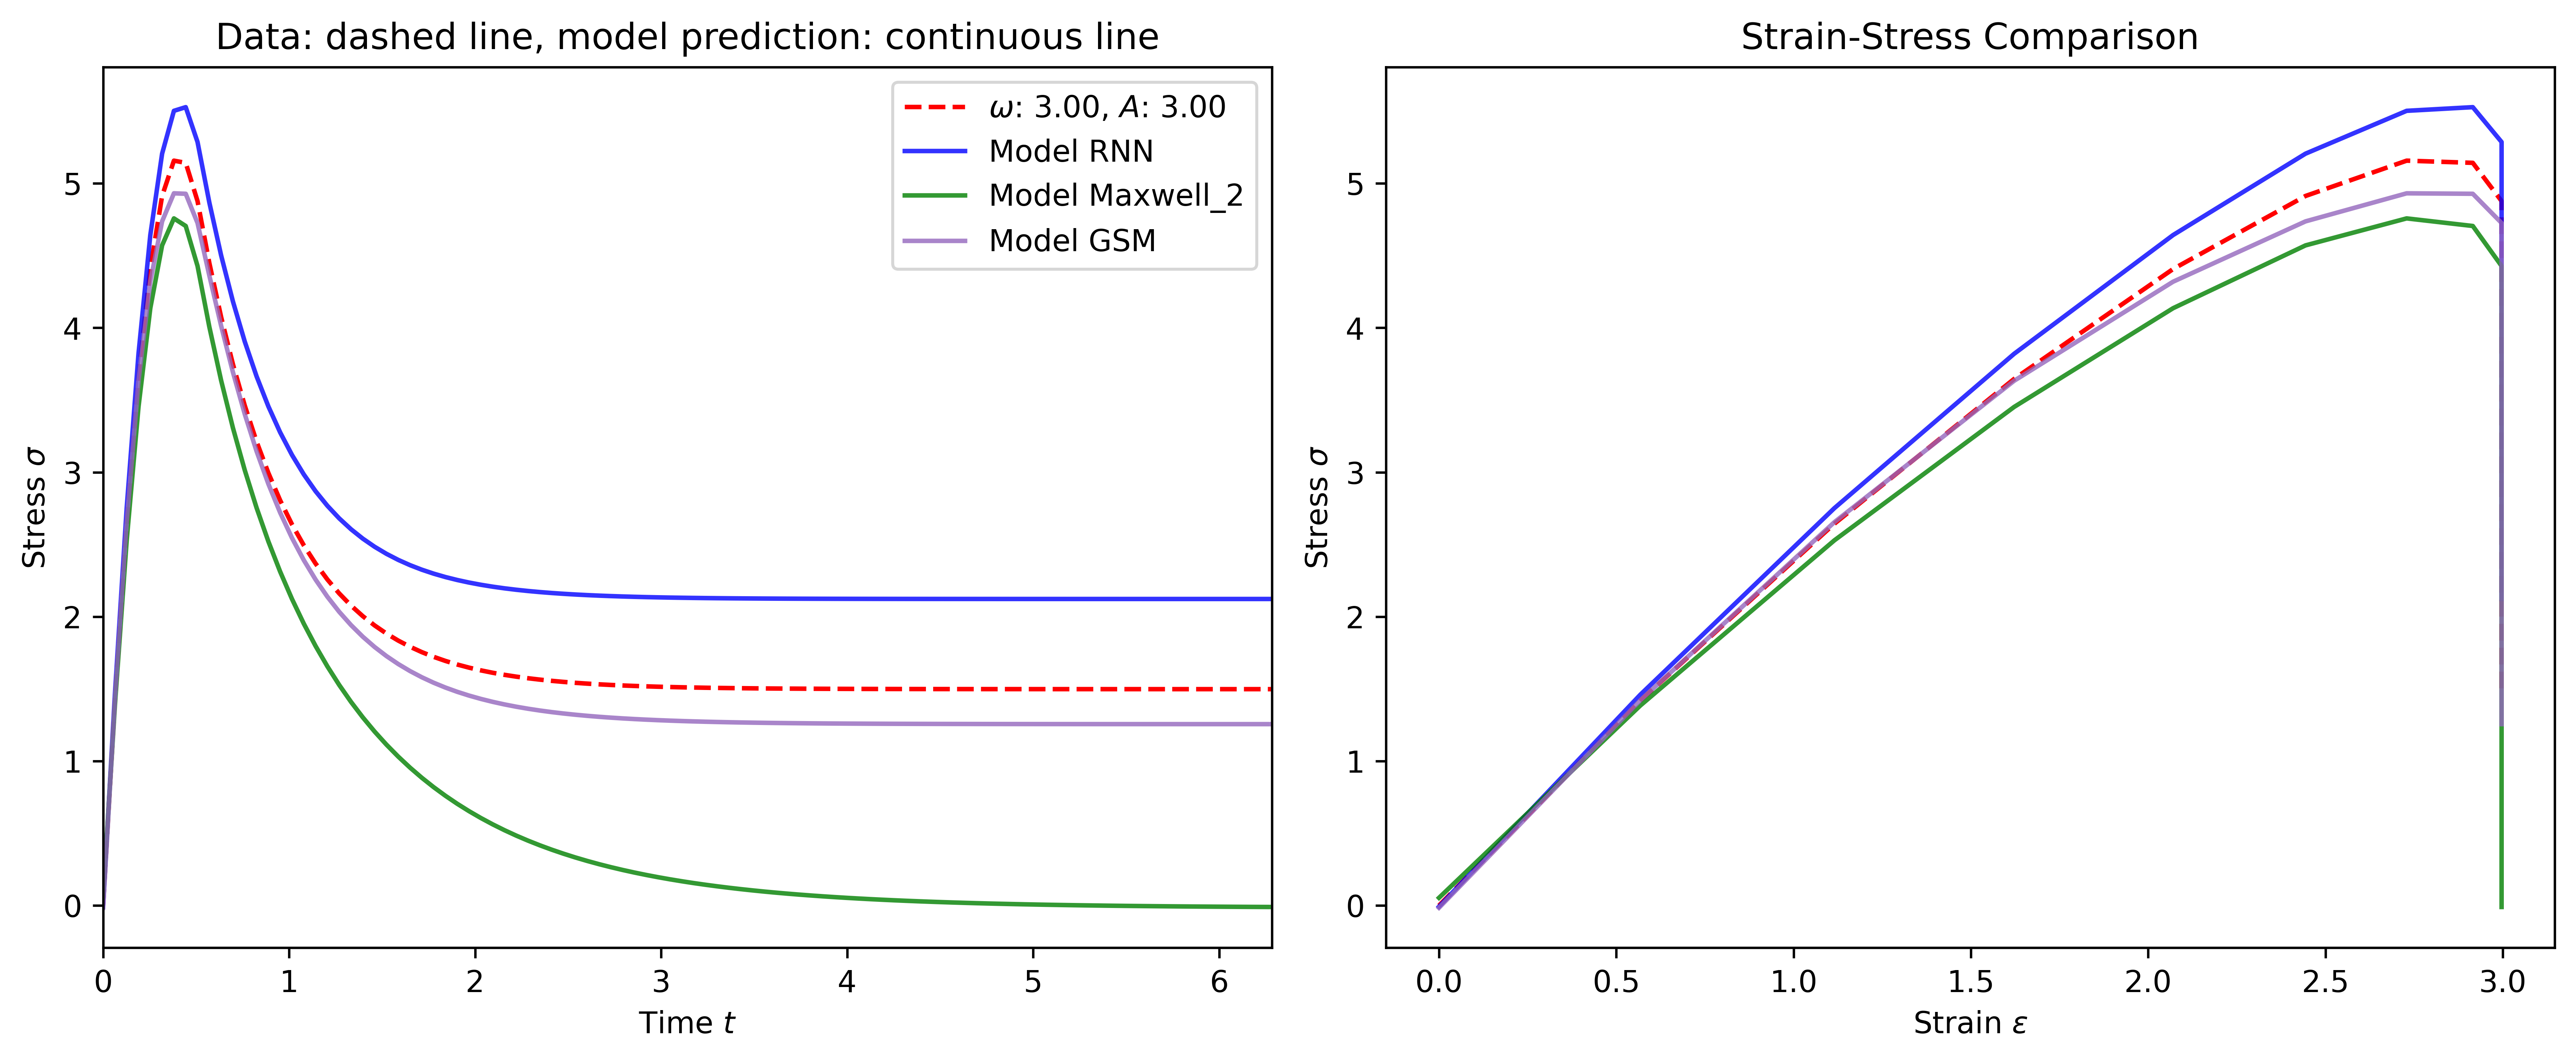 Data: dashed line, model prediction: continuous line
ω: 3.00, A: 3.00
Model RNN
Model Maxwell_2
Model GSM
Stress σ
5
4
3
2
1
0
0 1 2 3 4 5 6
Time t
Strain-Stress Comparison
Stress σ
5
4
3
2
1
0
0.0 0.5 1.0 1.5 2.0 2.5 3.0
Strain ε